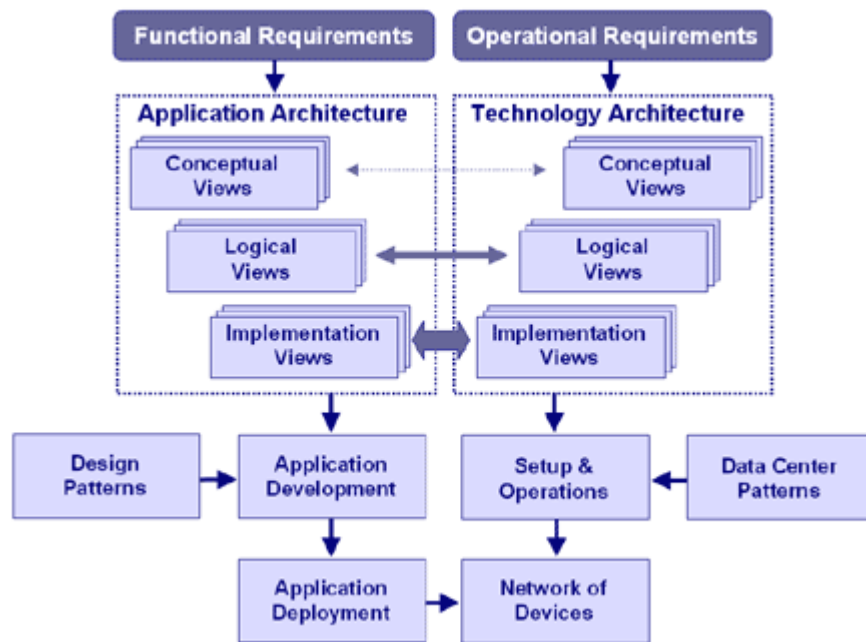 Functional Requirements
Operational Requirements
Application Architecture
Technology Architecture
Conceptual
Views
Conceptual
Views
Logical
Views
Logical
Views
Implementation
Views
Implementation
Views
Design
Patterns
Application
Development
Setup &
Operations
Data Center
Patterns
Application
Deployment
Network of
Devices